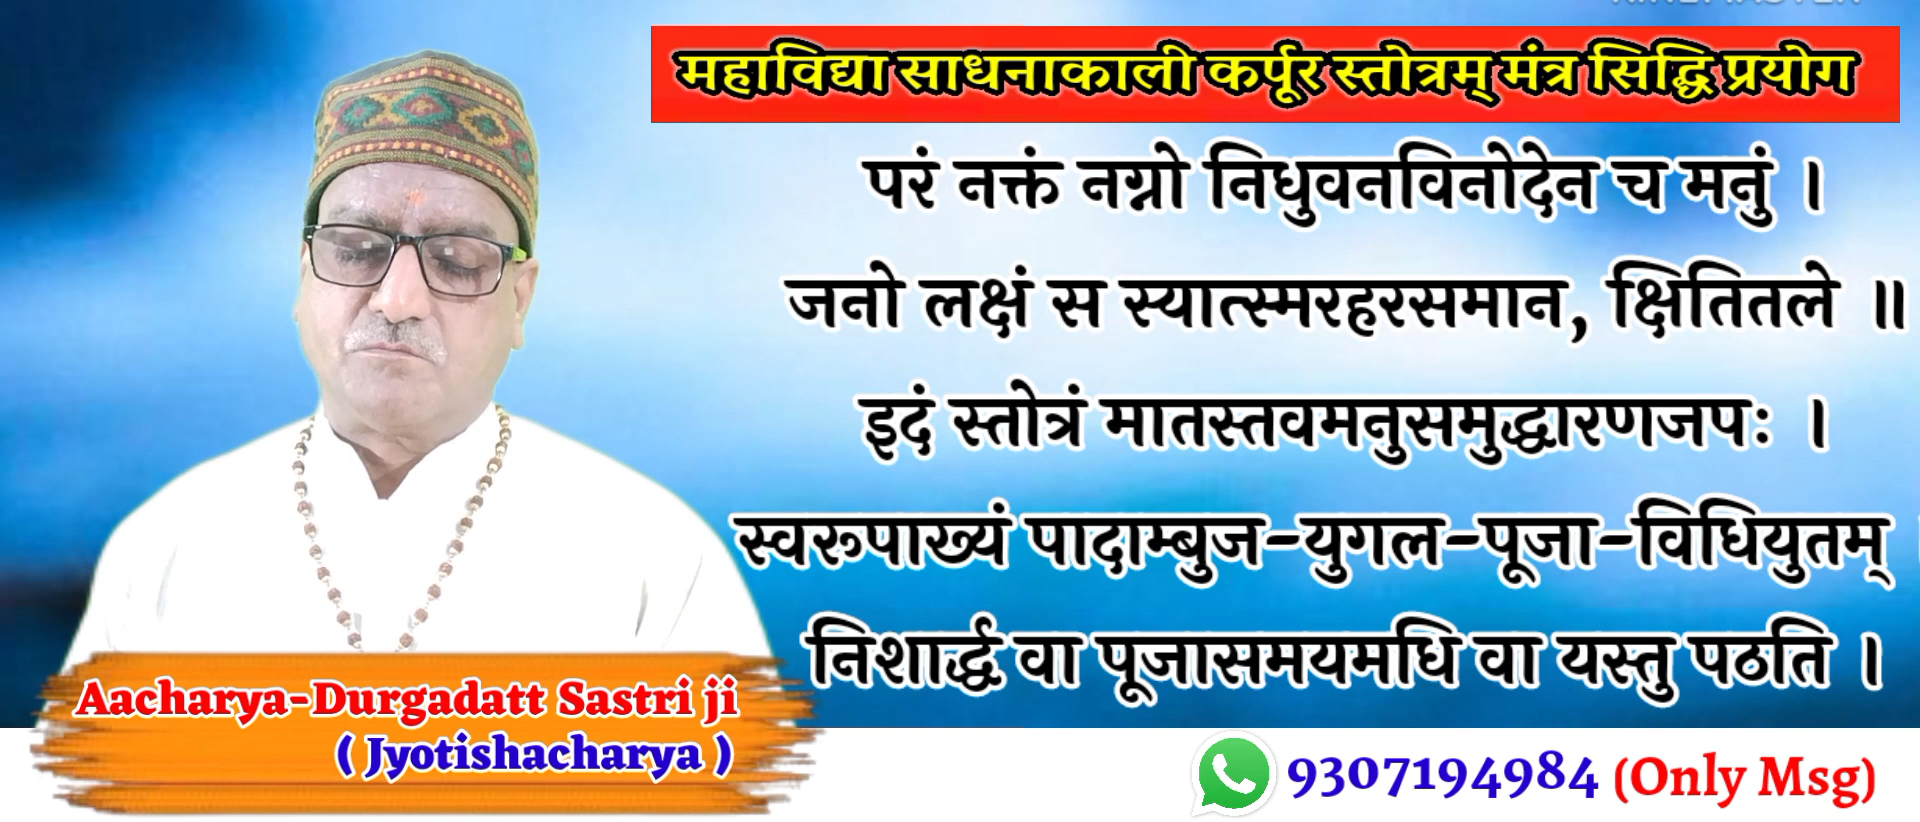 महाविद्या साधनाकाली कर्पूर स्तोत्रम् मंत्र सिद्धि प्रयोग
परं नक्तं नग्नो निधुवनविनोदेन च मनुं ।
जनो लक्षं स स्यात्स्मरहरसमान, क्षितितले ॥
इदं स्तोत्रं मातस्तवमनुसमुद्धारणजपः ।
स्वरूपाख्यं पादाम्बुज-युगल-पूजा-विधियुतम्
निशार्द्ध वा पूजासमयमधि वा यस्तु पठति ।
Aacharya-Durgadatt Sastri ji
( Jyotishacharya )
9307194984 (Only Msg)